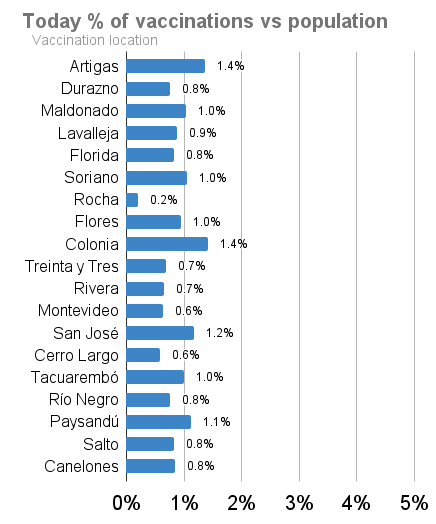 Today % of vaccinations vs population
Vaccination location
Artigas 1.4%
Durazno 0.8%
Maldonado 1.0%
Lavalleja 0.9%
Florida 0.8%
Soriano 1.0%
Rocha 0.2%
Flores 1.0%
Colonia 1.4%
Treinta y Tres 0.7%
Rivera 0.7%
Montevideo 0.6%
San José 1.2%
Cerro Largo 0.6%
Tacuarembó 1.0%
Río Negro 0.8%
Paysandú 1.1%
Salto 0.8%
Canelones 0.8%
0% 1% 2% 3% 4% 5%